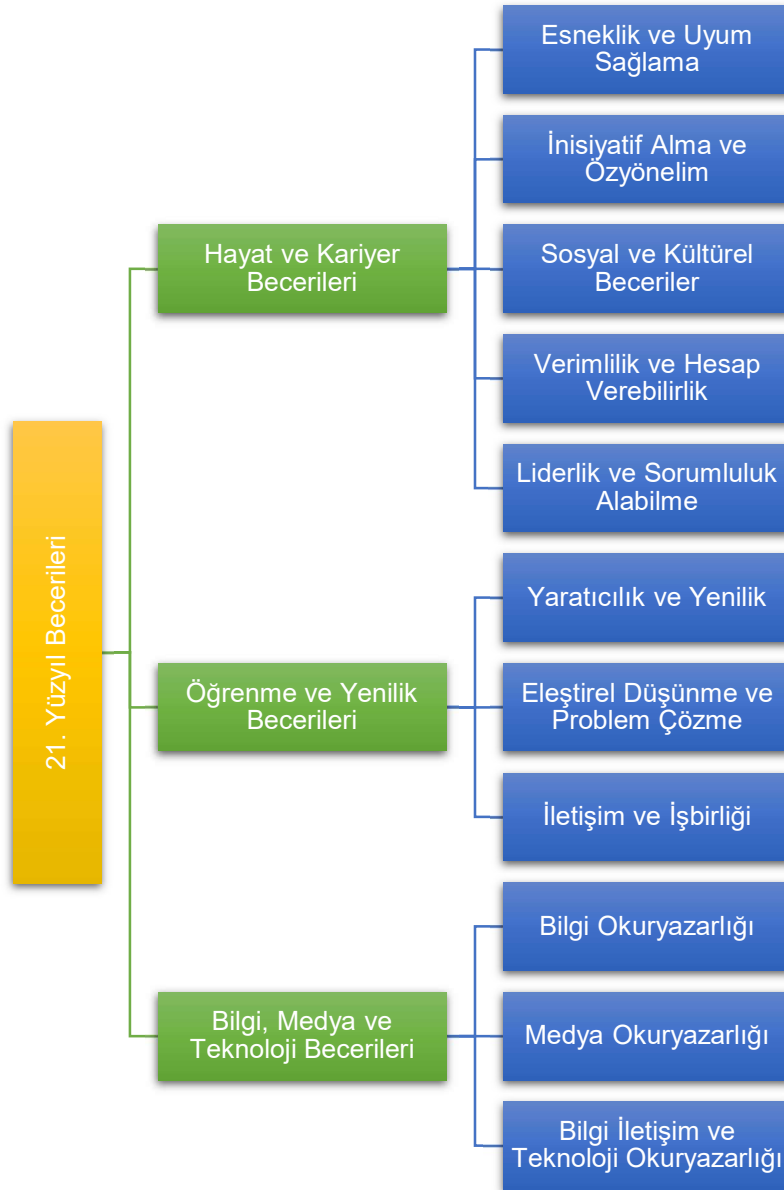 21. Yüzyıl Becerileri
Hayat ve Kariyer
Becerileri
Esneklik ve Uyum
Sağlama
İnisiyatif Alma ve
Özyönelim
Sosyal ve Kültürel
Beceriler
Verimlilik ve Hesap
Verebilirlik
Liderlik ve Sorumluluk
Alabilme
Öğrenme ve Yenilik
Becerileri
Yaratıcılık ve Yenilik
Eleştirel Düşünme ve
Problem Çözme
İletişim ve İşbirliği
Bilgi, Medya ve
Teknoloji Becerileri
Bilgi Okuryazarlığı
Medya Okuryazarlığı
Bilgi İletişim ve
Teknoloji Okuryazarlığı